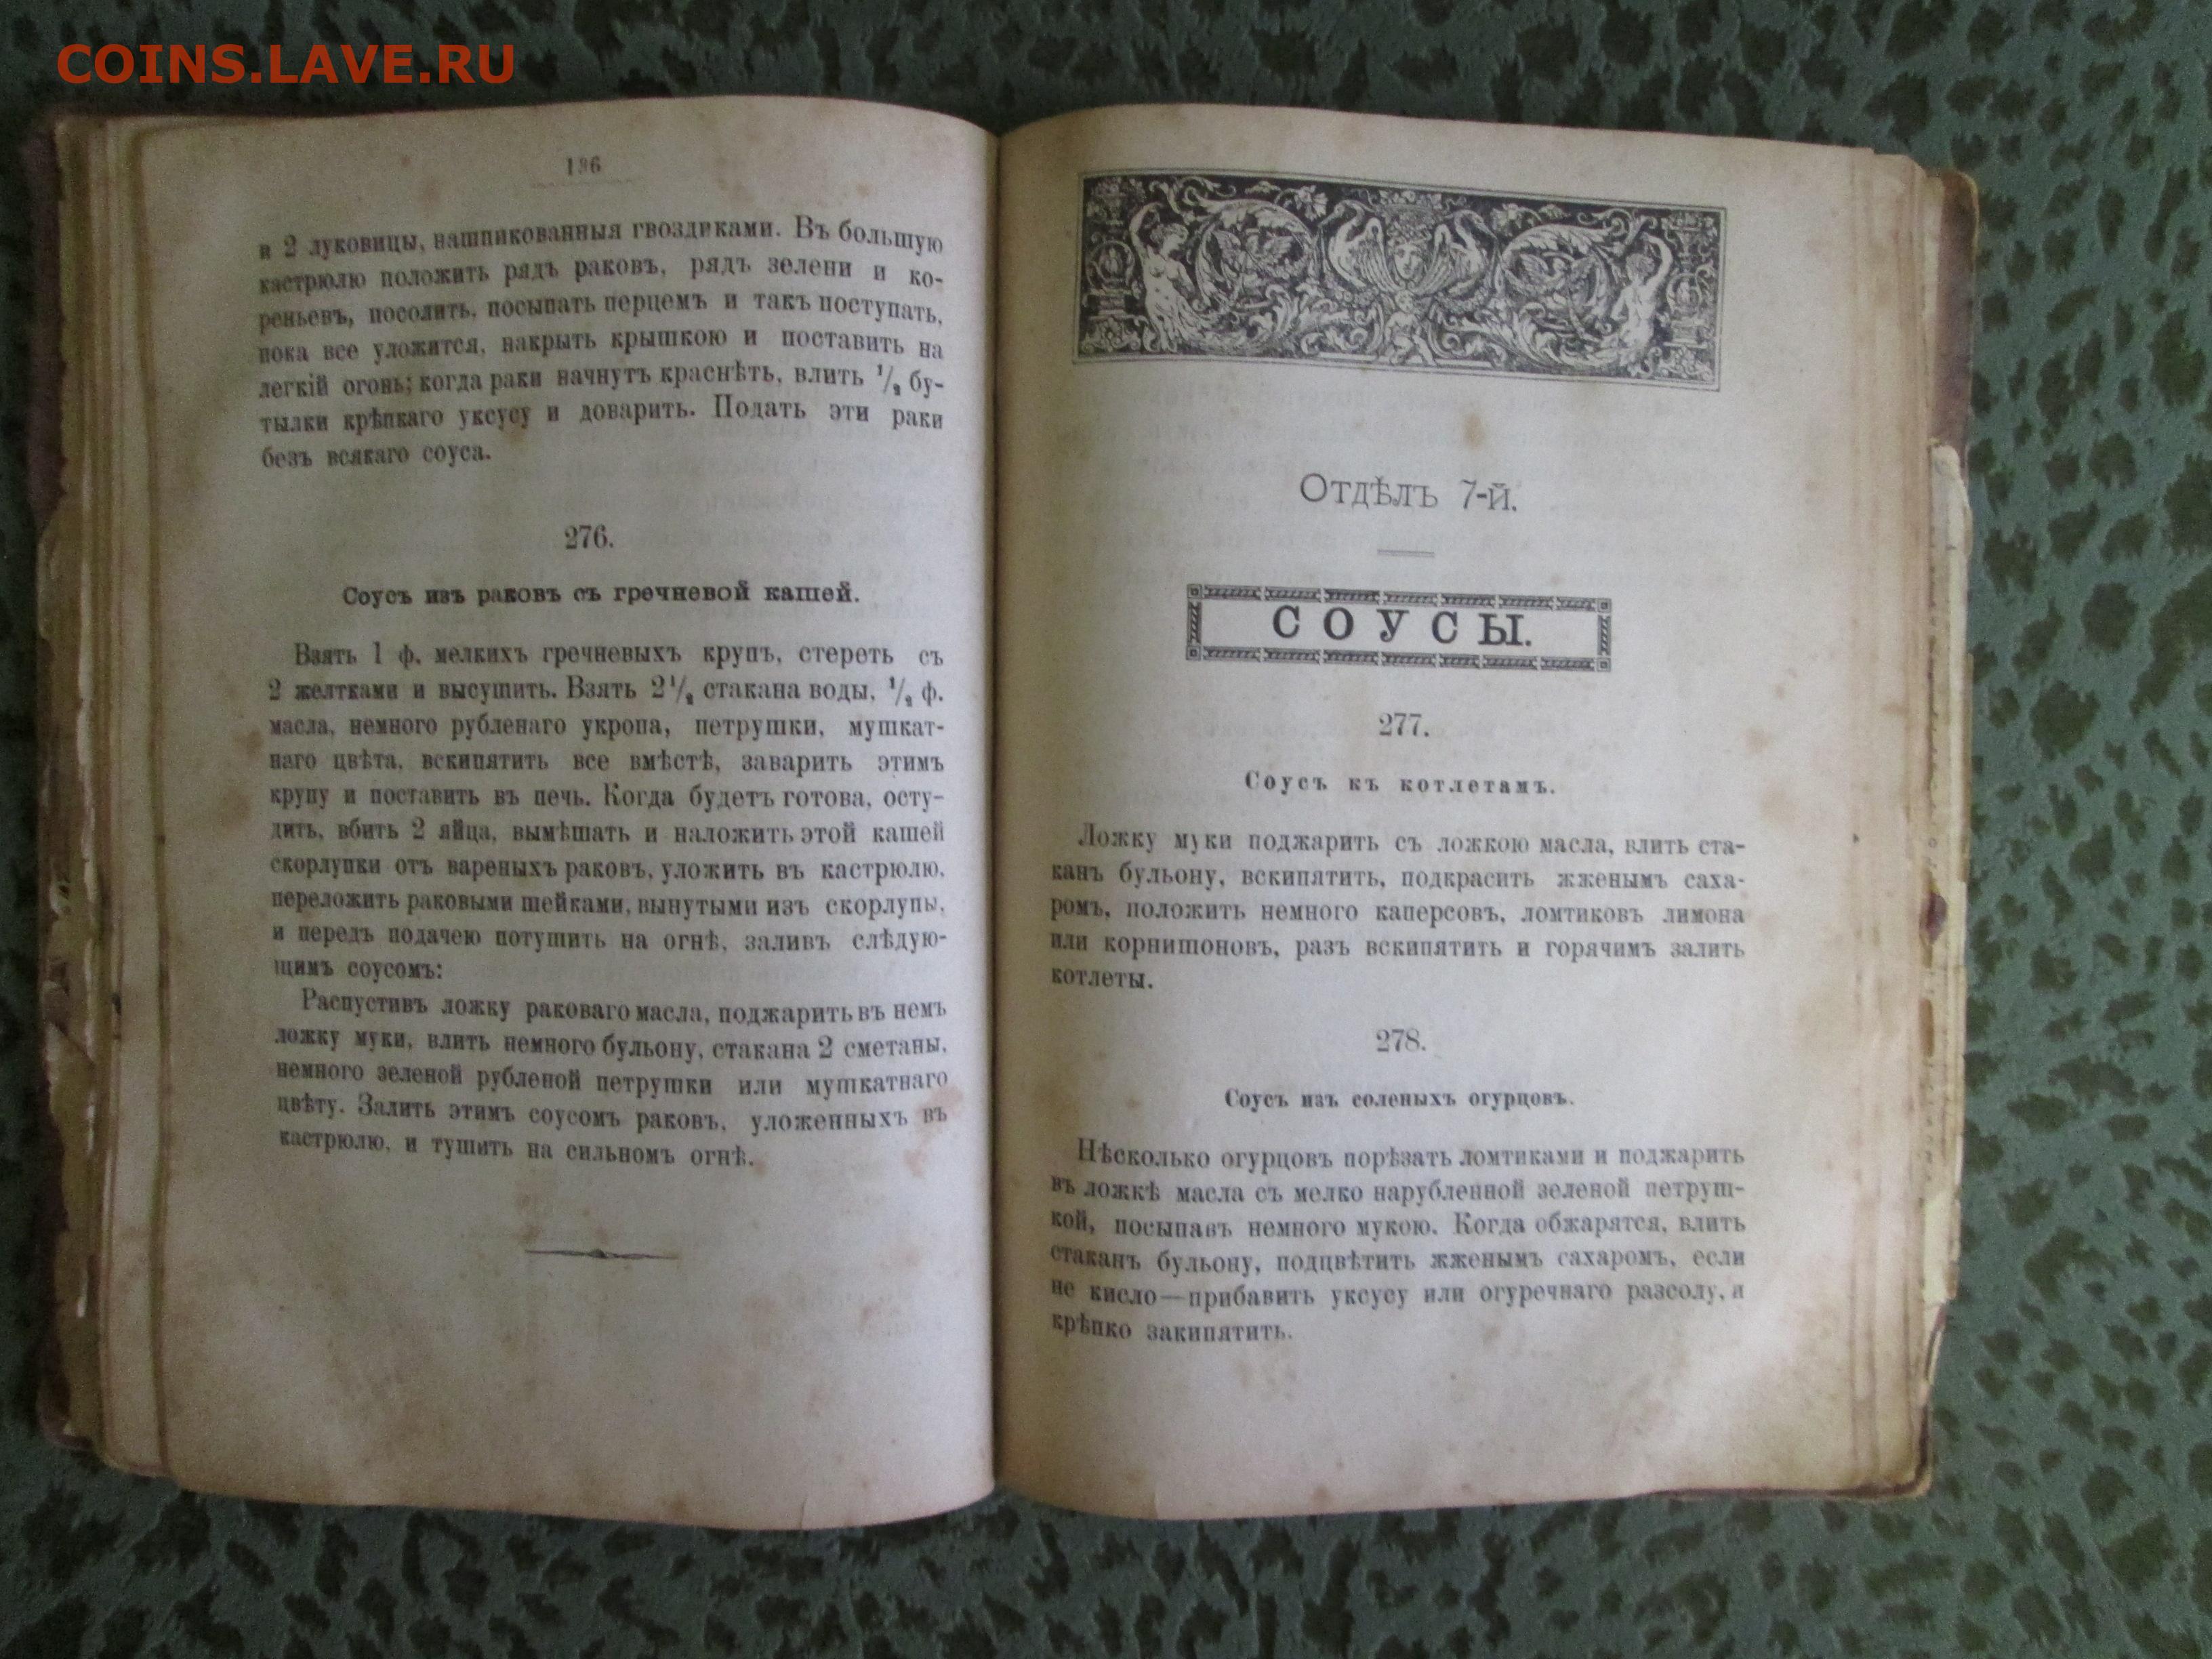 COINS.LAVE.RU
136
и 2 луковицы, нашпикованныя гвоздиками. Въ большую
кастрюлю положить рядъ раковъ, рядъ зелени и ко-
реньевъ, посолить, посыпать перцемъ и такъ поступать,
пока все уложится, накрыть крышкою и поставить на
легкій огонь; когда раки начнутъ краснѣть, влить 1/2 бу-
тылки крѣпкаго уксусу и доварить. Подать эти раки
безъ всякаго соуса.
276.
Соусъ изъ раковъ съ гречневой кашей.
Взять 1 ф. мелкихъ гречневыхъ крупъ, стереть съ
2 желтками и высушить. Взять 2 1/2 стакана воды, 1/2 ф.
масла, немного рубленаго укропа, петрушки, мушкат-
наго цвѣта, вскипятить все вмѣстѣ, заварить этимъ
крупу и поставить въ печь. Когда будетъ готова, осту-
дить, вбить 2 яйца, вымѣшать и наложить этой кашей
скорлупки отъ вареныхъ раковъ, уложить въ кастрюлю,
переложить раковыми шейками, вынутыми изъ скорлупы,
и передъ подачею потушить на огнѣ, заливъ слѣдую-
щимъ соусомъ:
Распустивъ ложку раковаго масла, поджарить въ немъ
ложку муки, влить немного бульону, стакана 2 сметаны,
немного зеленой рубленой петрушки или мушкатнаго
цвѣту. Залить этимъ соусомъ раковъ, уложенныхъ въ
кастрюлю, и тушить на сильномъ огнѣ.
Отдѣлъ 7-й.
СОУСЫ.
277.
Соусъ къ котлетамъ.
Ложку муки поджарить съ ложкою масла, влить ста-
канъ бульону, вскипятить, подкрасить жженымъ саха-
ромъ, положить немного каперсовъ, ломтиковъ лимона
или корнишоновъ, разъ вскипятить и горячимъ залить
котлеты.
278.
Соусъ изъ соленыхъ огурцовъ.
Нѣсколько огурцовъ порѣзать ломтиками и поджарить
въ ложкѣ масла съ мелко нарубленной зеленой петруш-
кой, посыпавъ немного мукою. Когда обжарятся, влить
стаканъ бульону, подцвѣтить жженымъ сахаромъ, если
не кисло—прибавить уксусу или огуречнаго разсолу, и
крѣпко закипятить.